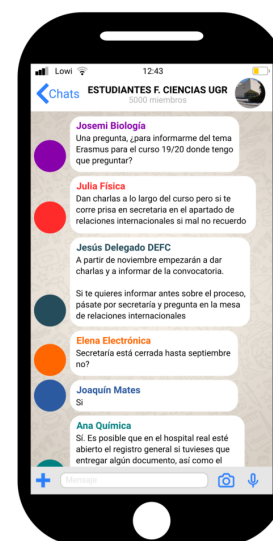 Lowi 12:43
Chats ESTUDIANTES F. CIENCIAS UGR
5000 miembros
Josemi Biología
Una pregunta, ¿para informarme del tema
Erasmus para el curso 19/20 donde tengo
que preguntar?
Julia Física
Dan charlas a lo largo del curso pero si te
corre prisa en secretaria en el apartado de
relaciones internacionales si mal no recuerdo
Jesús Delegado DEFC
A partir de noviembre empezarán a dar
charlas y a informar de la convocatoria.
Si te quieres informar antes sobre el proceso,
pásate por secretaría y pregunta en la mesa
de relaciones internacionales
Elena Electrónica
Secretaría está cerrada hasta septiembre
no?
Joaquín Mates
Si
Ana Química
Sí. Es posible que en el hospital real esté
abierto el registro general si tuvieses que
entregar algún documento, así como el
Mensaje